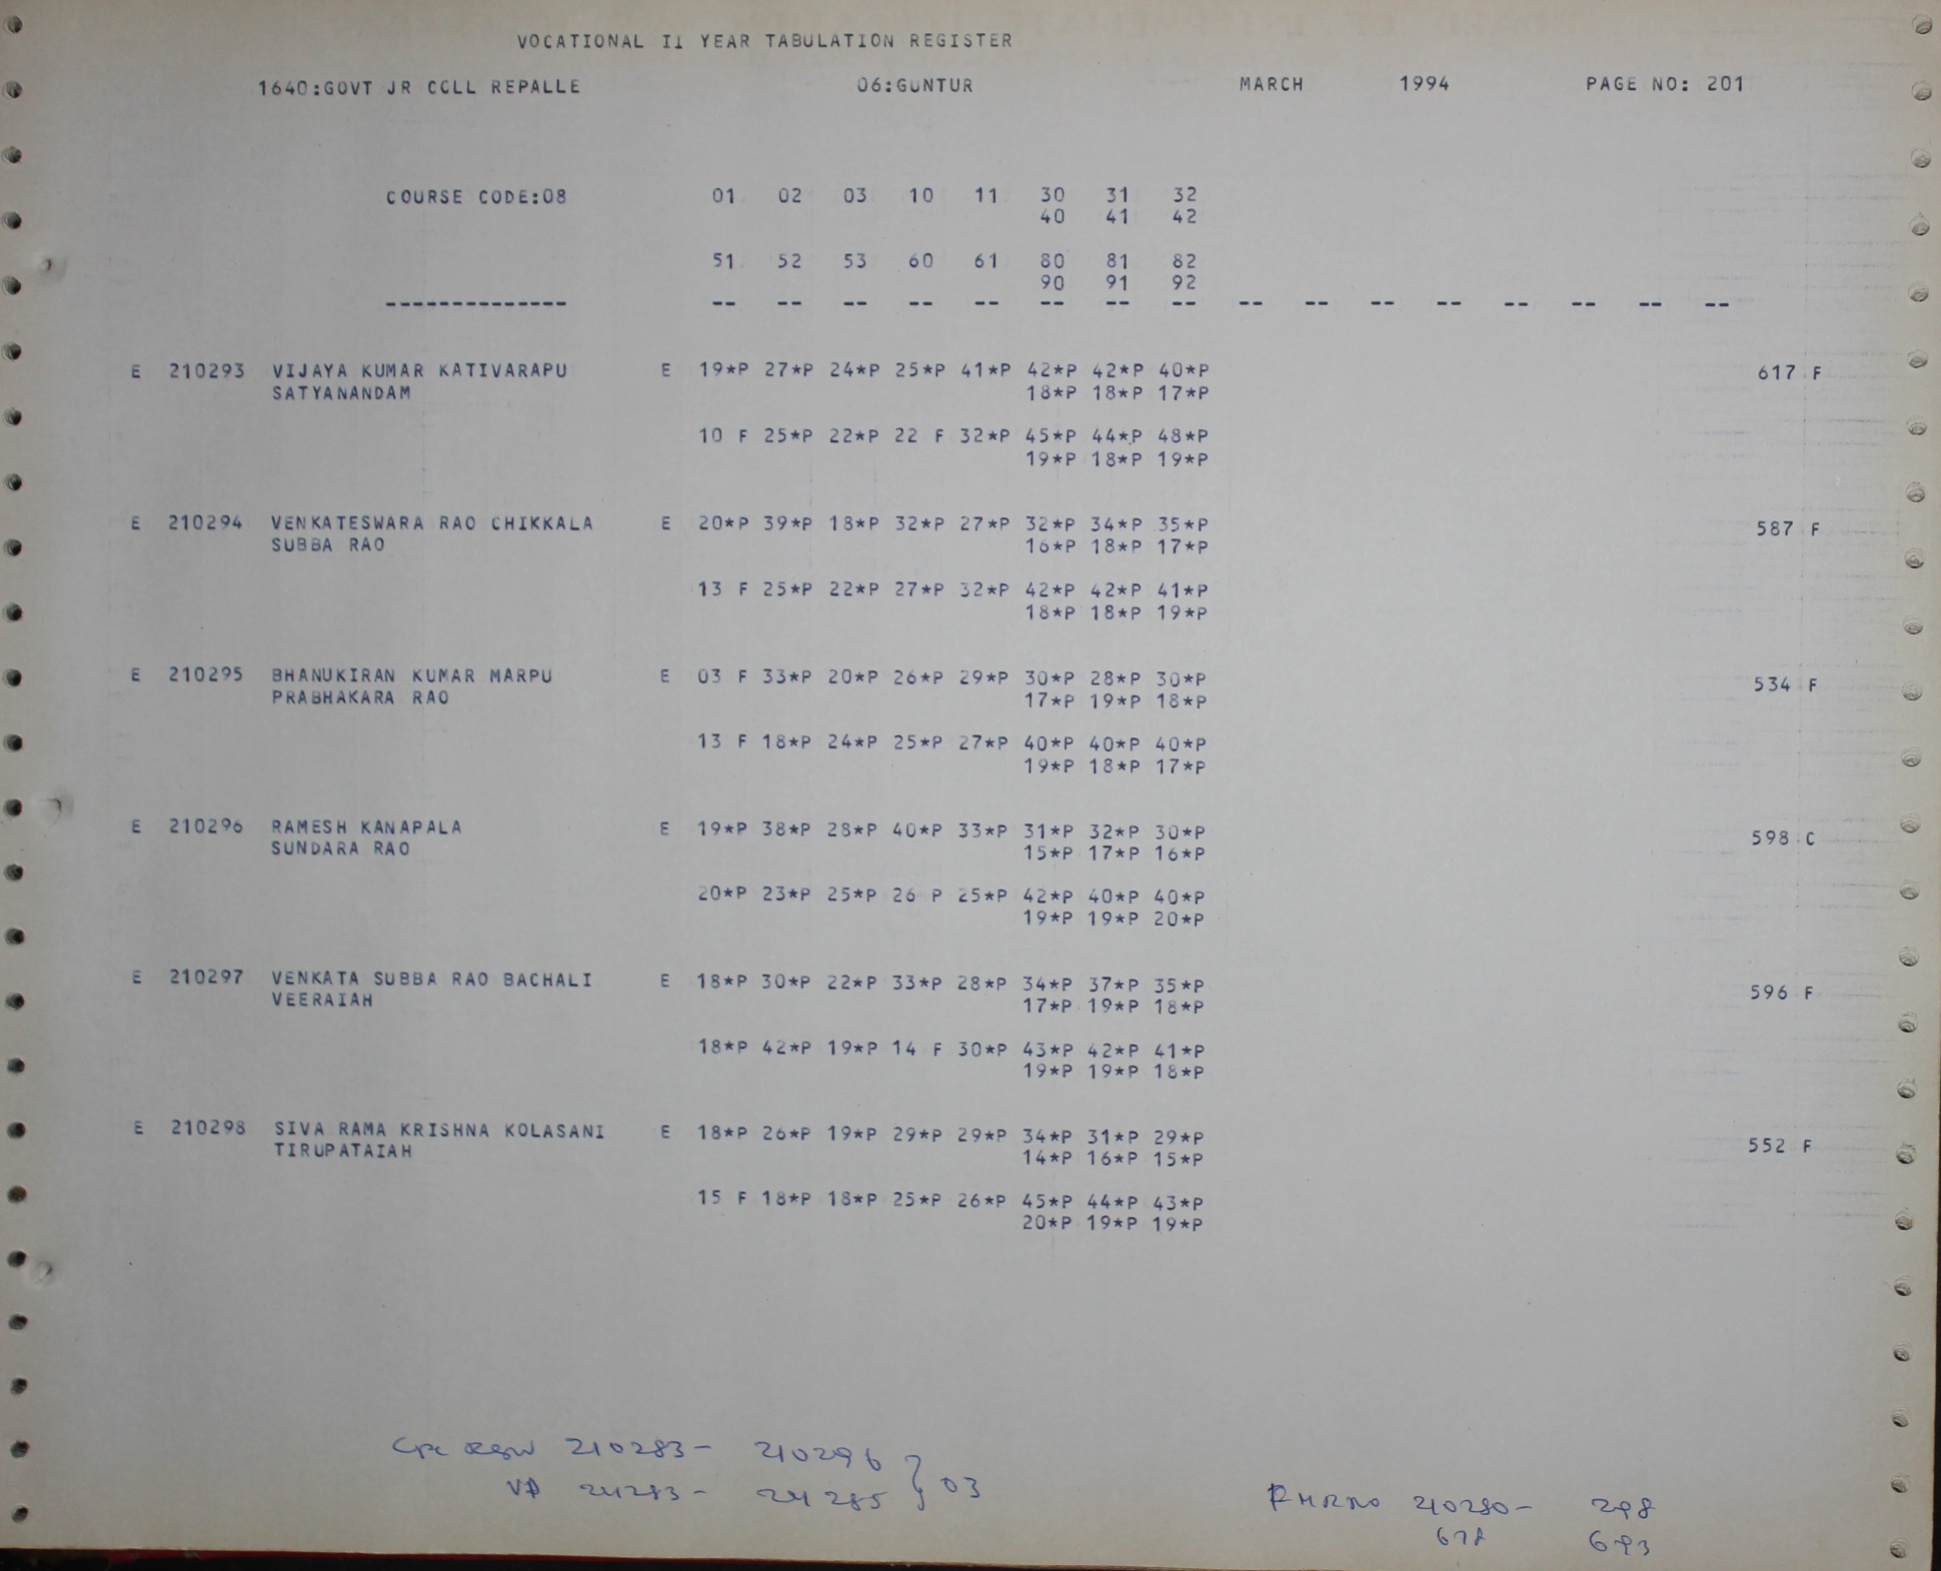 VOCATIONAL II YEAR TABULATION REGISTER
1640:GOVT JR COLL REPALLE 06:GUNTUR MARCH 1994 PAGE NO: 201
COURSE CODE:08 01 02 03 10 11 30 31 32
40 41 42
51 52 53 60 61 80 81 82
90 91 92
-------------- -- -- -- -- -- -- -- -- -- -- -- -- -- -- -- --
E 210293 VIJAYA KUMAR KATIVARAPU E 19*P 27*P 24*P 25*P 41*P 42*P 42*P 40*P 617 F
SATYANANDAM 18*P 18*P 17*P
10 F 25*P 22*P 22 F 32*P 45*P 44*P 48*P
19*P 18*P 19*P
E 210294 VENKATESWARA RAO CHIKKALA E 20*P 39*P 18*P 32*P 27*P 32*P 34*P 35*P 587 F
SUBBA RAO 16*P 18*P 17*P
13 F 25*P 22*P 27*P 32*P 42*P 42*P 41*P
18*P 18*P 19*P
E 210295 BHANUKIRAN KUMAR MARPU E 03 F 33*P 20*P 26*P 29*P 30*P 28*P 30*P 534 F
PRABHAKARA RAO 17*P 19*P 18*P
13 F 18*P 24*P 25*P 27*P 40*P 40*P 40*P
19*P 18*P 17*P
E 210296 RAMESH KANAPALA E 19*P 38*P 28*P 40*P 33*P 31*P 32*P 30*P 598 C
SUNDARA RAO 15*P 17*P 16*P
20*P 23*P 25*P 26 P 25*P 42*P 40*P 40*P
19*P 19*P 20*P
E 210297 VENKATA SUBBA RAO BACHALI E 18*P 30*P 22*P 33*P 28*P 34*P 37*P 35*P 596 F
VEERAIAH 17*P 19*P 18*P
18*P 42*P 19*P 14 F 30*P 43*P 42*P 41*P
19*P 19*P 18*P
E 210298 SIVA RAMA KRISHNA KOLASANI E 18*P 26*P 19*P 29*P 29*P 34*P 31*P 29*P 552 F
TIRUPATAIAH 14*P 16*P 15*P
15 F 18*P 18*P 25*P 26*P 45*P 44*P 43*P
20*P 19*P 19*P
210283 - 210296
} 03
210280 - 298
693